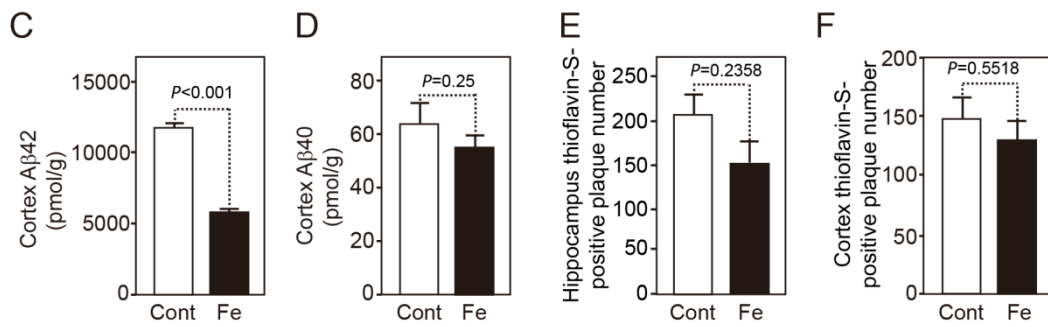 C
Cortex Aβ42
(pmol/g)
15000
10000
5000
0
P<0.001
Cont Fe
D
Cortex Aβ40
(pmol/g)
80
60
40
20
0
P=0.25
Cont Fe
E
Hippocampus thioflavin-S-
positive plaque number
250
200
150
100
50
0
P=0.2358
Cont Fe
F
Cortex thioflavin-S-
positive plaque number
200
150
100
50
0
P=0.5518
Cont Fe